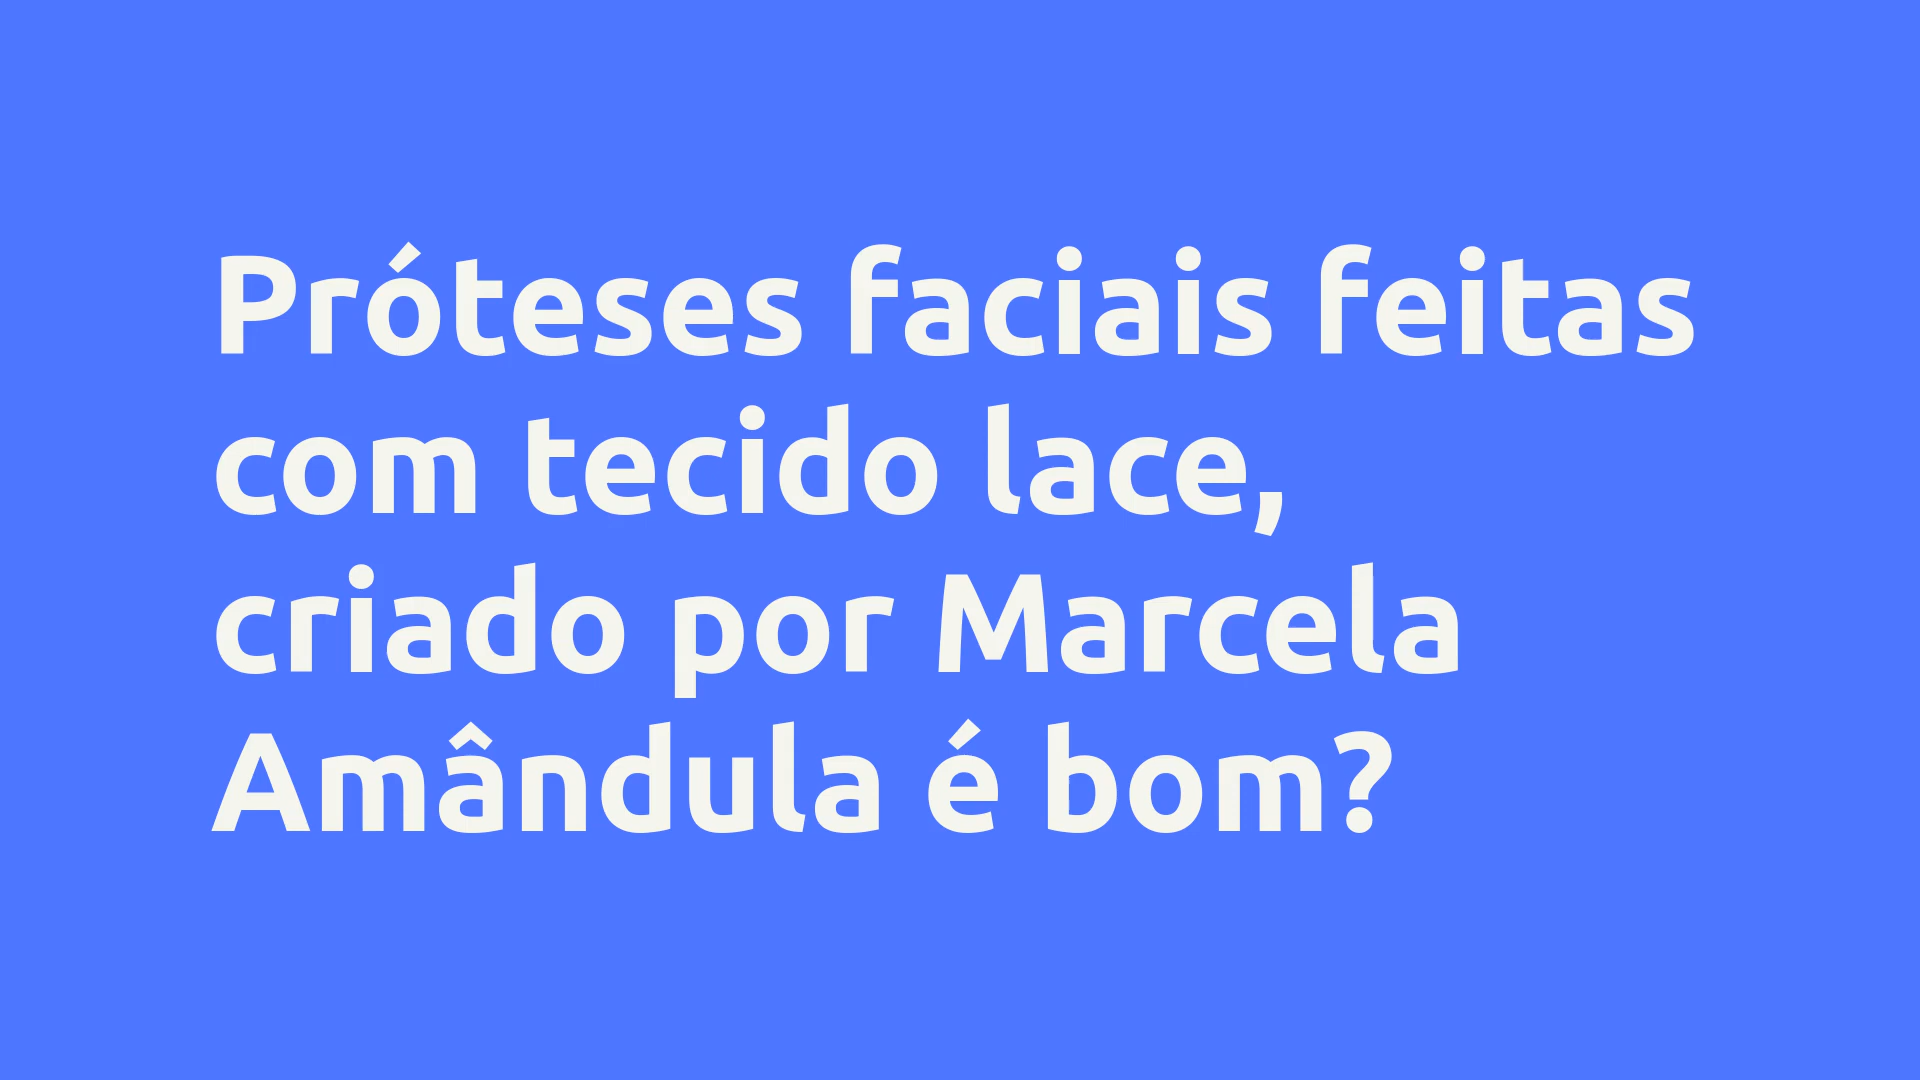 Próteses faciais feitas
com tecido lace,
criado por Marcela
Amândula é bom?